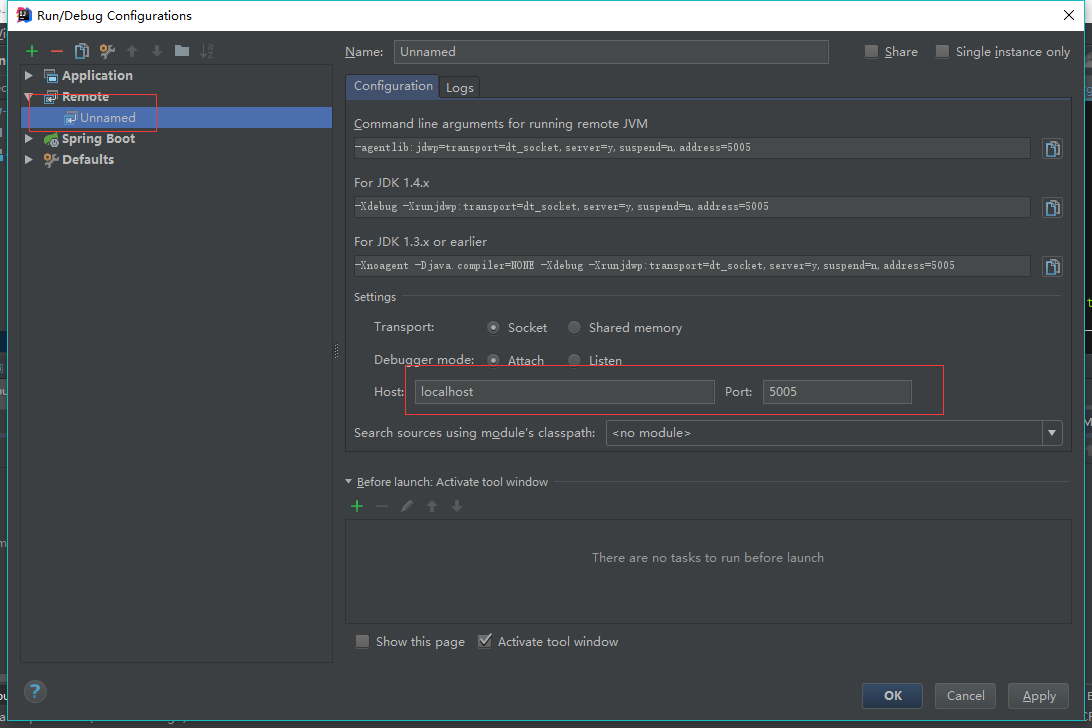 Run/Debug Configurations
Name: Unnamed Share Single instance only
Application
Remote
Unnamed
Spring Boot
Defaults
Configuration Logs
Command line arguments for running remote JVM
-agentlib:jdwp=transport=dt_socket,server=y,suspend=n,address=5005
For JDK 1.4.x
-Xdebug -Xrunjdwp:transport=dt_socket,server=y,suspend=n,address=5005
For JDK 1.3.x or earlier
-Xnoagent -Djava.compiler=NONE -Xdebug -Xrunjdwp:transport=dt_socket,server=y,suspend=n,address=5005
Settings
Transport: Socket Shared memory
Debugger mode: Attach Listen
Host: localhost Port: 5005
Search sources using module's classpath: <no module>
Before launch: Activate tool window
There are no tasks to run before launch
Show this page Activate tool window
?
OK Cancel Apply